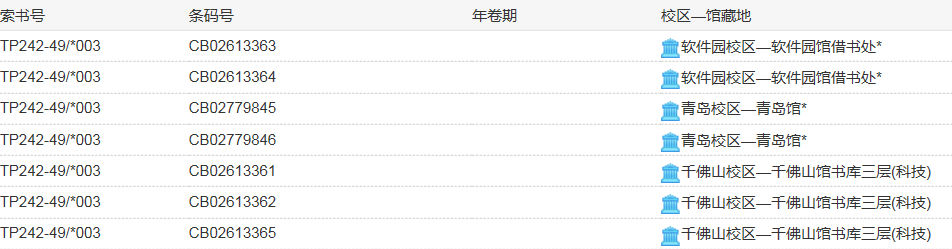 索书号 条码号 年卷期 校区—馆藏地
TP242-49/*003 CB02613363 软件园校区—软件园馆借书处*
TP242-49/*003 CB02613364 软件园校区—软件园馆借书处*
TP242-49/*003 CB02779845 青岛校区—青岛馆*
TP242-49/*003 CB02779846 青岛校区—青岛馆*
TP242-49/*003 CB02613361 千佛山校区—千佛山馆书库三层(科技)
TP242-49/*003 CB02613362 千佛山校区—千佛山馆书库三层(科技)
TP242-49/*003 CB02613365 千佛山校区—千佛山馆书库三层(科技)